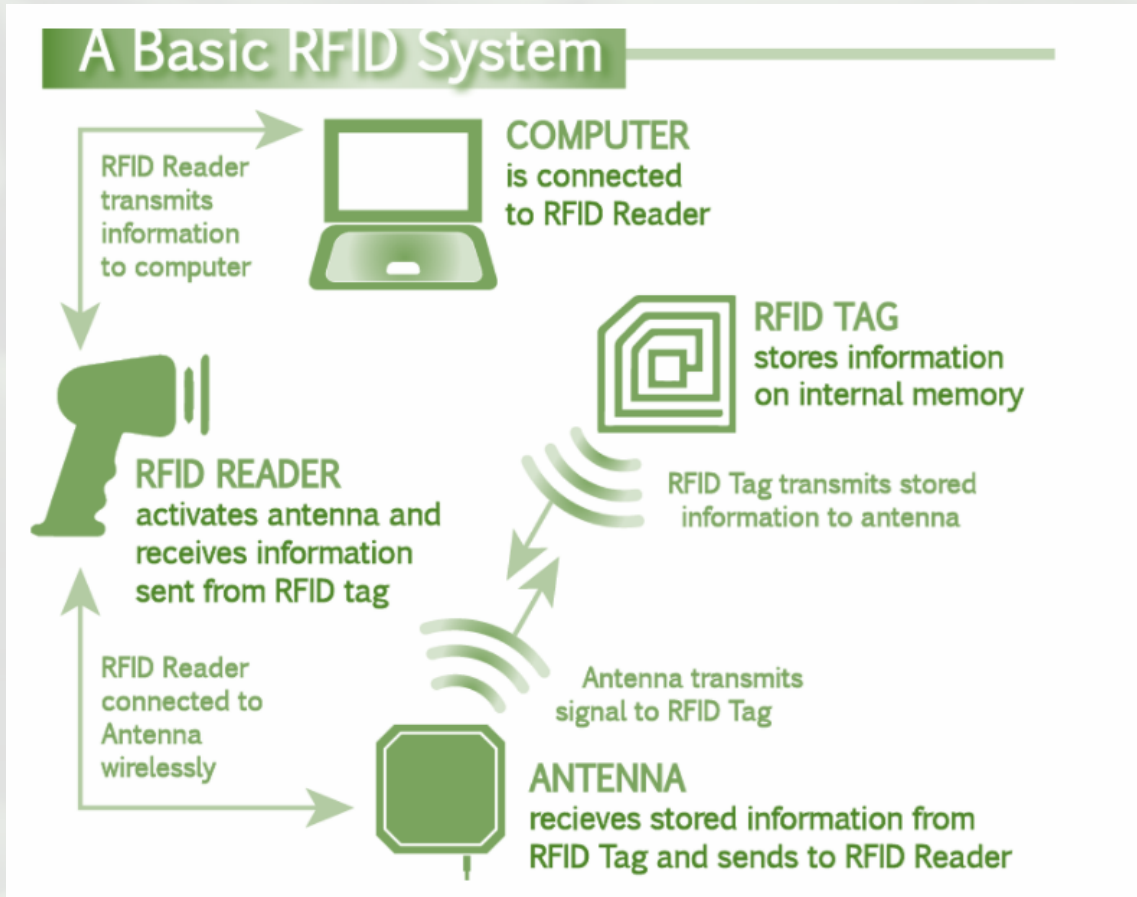 A Basic RFID System
RFID Reader
transmits
information
to computer
COMPUTER
is connected
to RFID Reader
RFID TAG
stores information
on internal memory
RFID READER
activates antenna and
receives information
sent from RFID tag
RFID Tag transmits stored
information to antenna
RFID Reader
connected to
Antenna
wirelessly
Antenna transmits
signal to RFID Tag
ANTENNA
recieves stored information from
RFID Tag and sends to RFID Reader